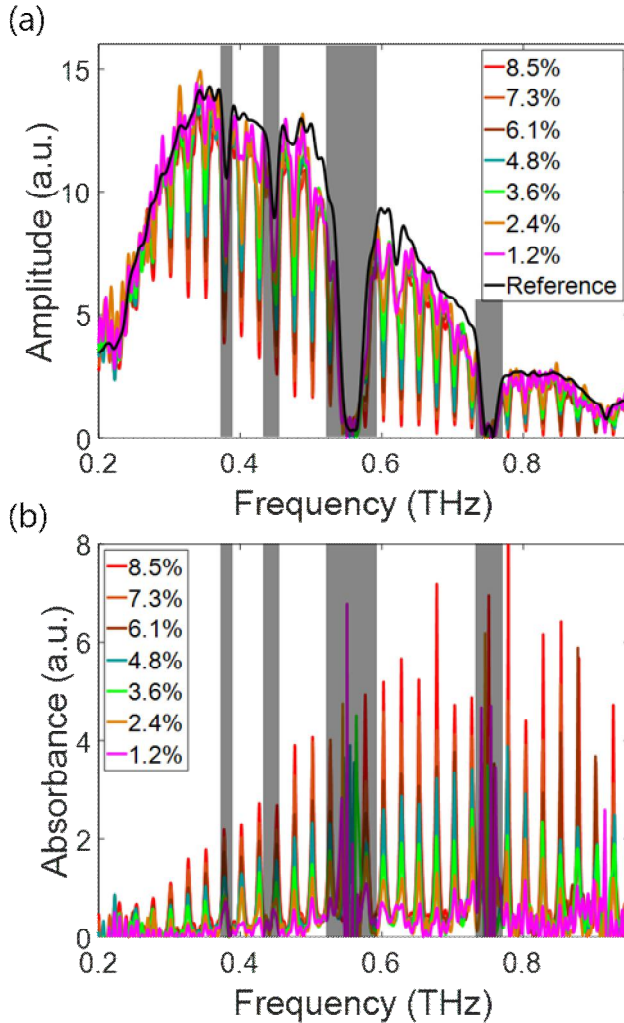 (a)
15
10
5
0
Amplitude (a.u.)
8.5%
7.3%
6.1%
4.8%
3.6%
2.4%
1.2%
Reference
0.2 0.4 0.6 0.8
Frequency (THz)
(b)
8
6
4
2
0
Absorbance (a.u.)
8.5%
7.3%
6.1%
4.8%
3.6%
2.4%
1.2%
0.2 0.4 0.6 0.8
Frequency (THz)